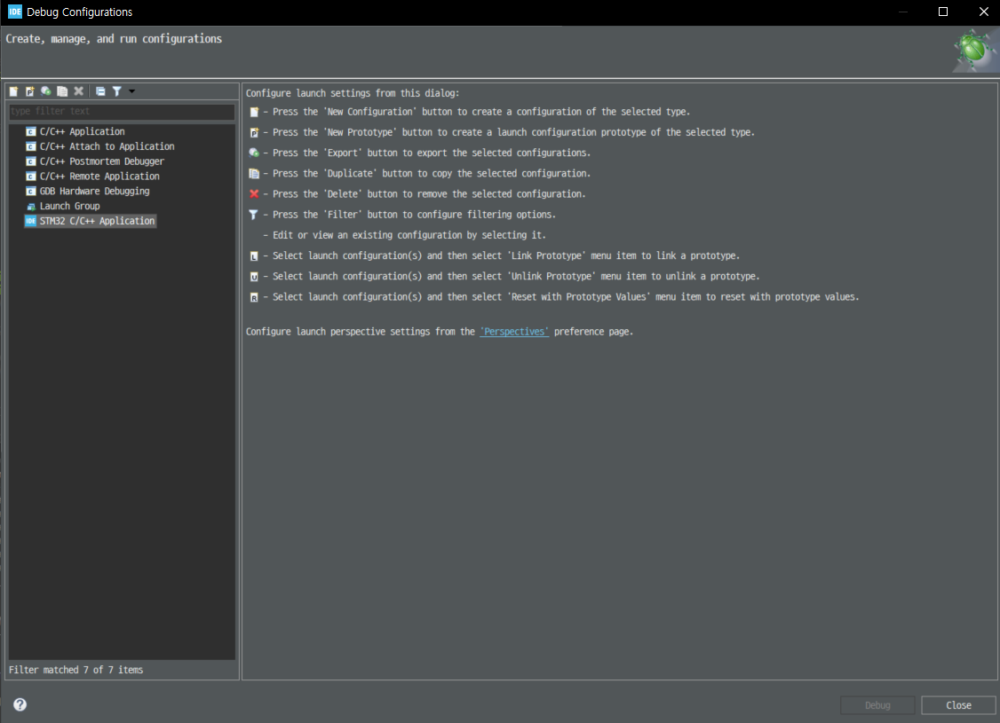 IDE Debug Configurations
Create, manage, and run configurations
type filter text
C/C++ Application
C/C++ Attach to Application
C/C++ Postmortem Debugger
C/C++ Remote Application
GDB Hardware Debugging
Launch Group
IDE STM32 C/C++ Application
Filter matched 7 of 7 items
Configure launch settings from this dialog:
- Press the 'New Configuration' button to create a configuration of the selected type.
P - Press the 'New Prototype' button to create a launch configuration prototype of the selected type.
- Press the 'Export' button to export the selected configurations.
- Press the 'Duplicate' button to copy the selected configuration.
- Press the 'Delete' button to remove the selected configuration.
- Press the 'Filter' button to configure filtering options.
- Edit or view an existing configuration by selecting it.
L - Select launch configuration(s) and then select 'Link Prototype' menu item to link a prototype.
U - Select launch configuration(s) and then select 'Unlink Prototype' menu item to unlink a prototype.
R - Select launch configuration(s) and then select 'Reset with Prototype Values' menu item to reset with prototype values.
Configure launch perspective settings from the 'Perspectives' preference page.
? Debug Close